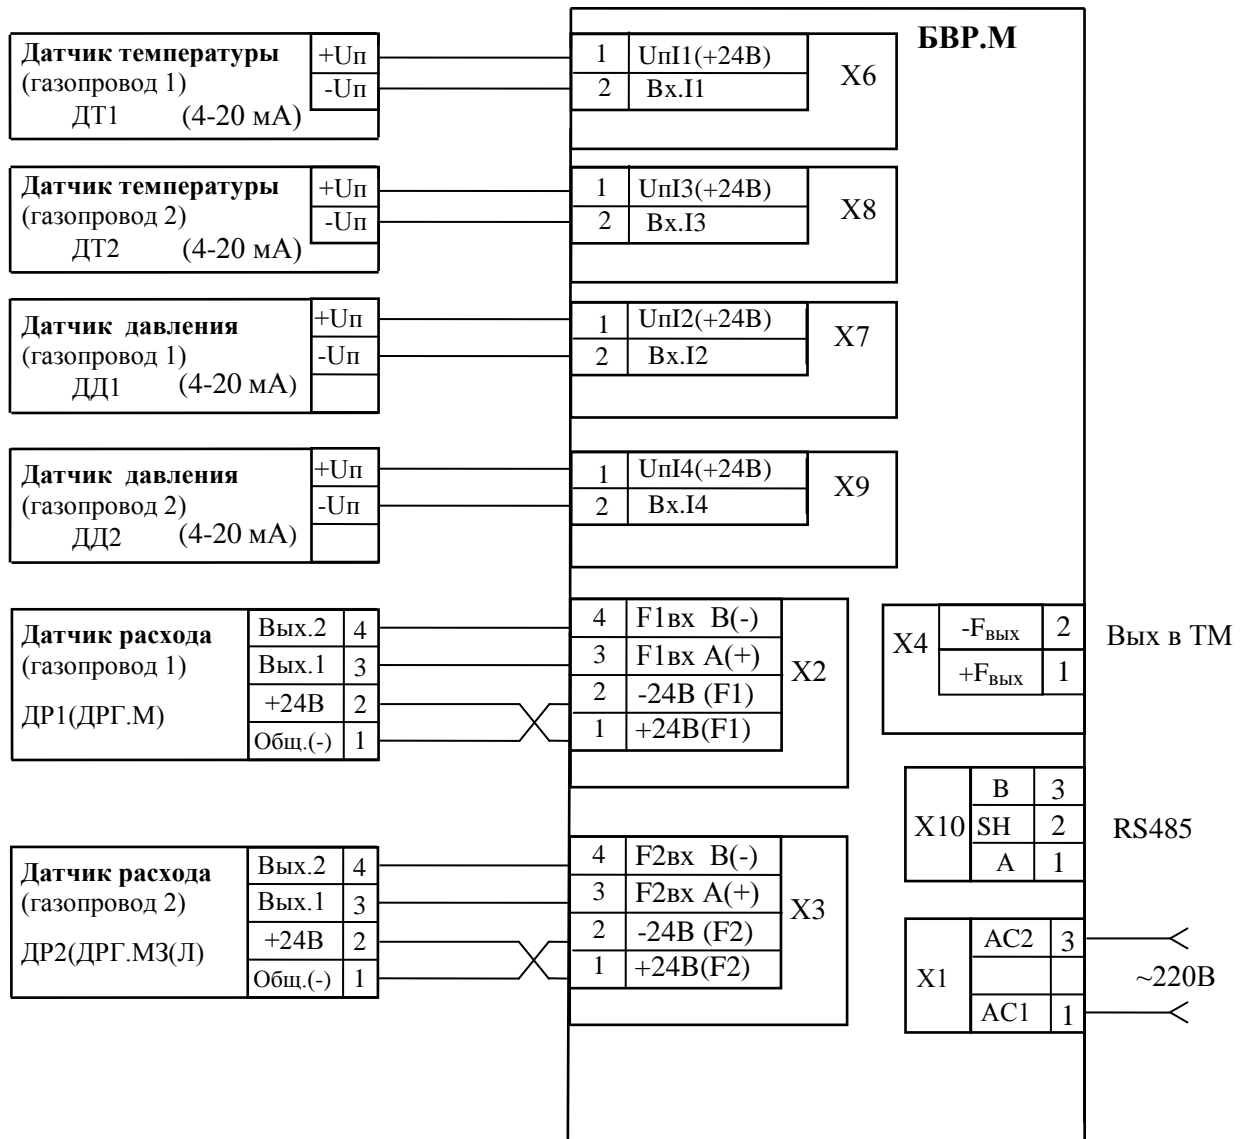 БВР.М
Датчик температуры
(газопровод 1)
ДТ1 (4-20 мА)
+Uп
-Uп
1 UпI1(+24В)
2 Вх.I1
X6
Датчик температуры
(газопровод 2)
ДТ2 (4-20 мА)
+Uп
-Uп
1 UпI3(+24В)
2 Вх.I3
X8
Датчик давления
(газопровод 1)
ДД1 (4-20 мА)
+Uп
-Uп
1 UпI2(+24В)
2 Вх.I2
X7
Датчик давления
(газопровод 2)
ДД2 (4-20 мА)
+Uп
-Uп
1 UпI4(+24В)
2 Вх.I4
X9
Датчик расхода
(газопровод 1)
ДР1(ДРГ.М)
Вых.2 4
Вых.1 3
+24В 2
Общ.(-) 1
4 F1вх В(-)
3 F1вх А(+)
2 -24В (F1)
1 +24В(F1)
X2
X4
-Fвых 2
+Fвых 1
Вых в ТМ
X10
В 3
SH 2
А 1
RS485
Датчик расхода
(газопровод 2)
ДР2(ДРГ.МЗ(Л)
Вых.2 4
Вых.1 3
+24В 2
Общ.(-) 1
4 F2вх В(-)
3 F2вх А(+)
2 -24В (F2)
1 +24В(F2)
X3
X1
АС2 3
АС1 1
~220В